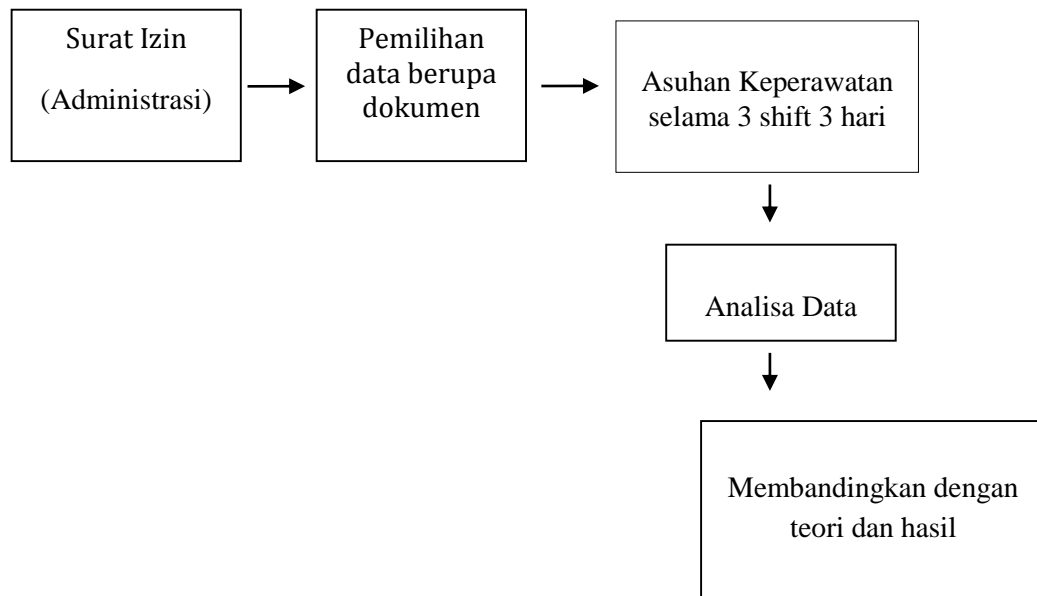 Surat Izin
(Administrasi)
Pemilihan
data berupa
dokumen
Asuhan Keperawatan
selama 3 shift 3 hari
Analisa Data
Membandingkan dengan
teori dan hasil